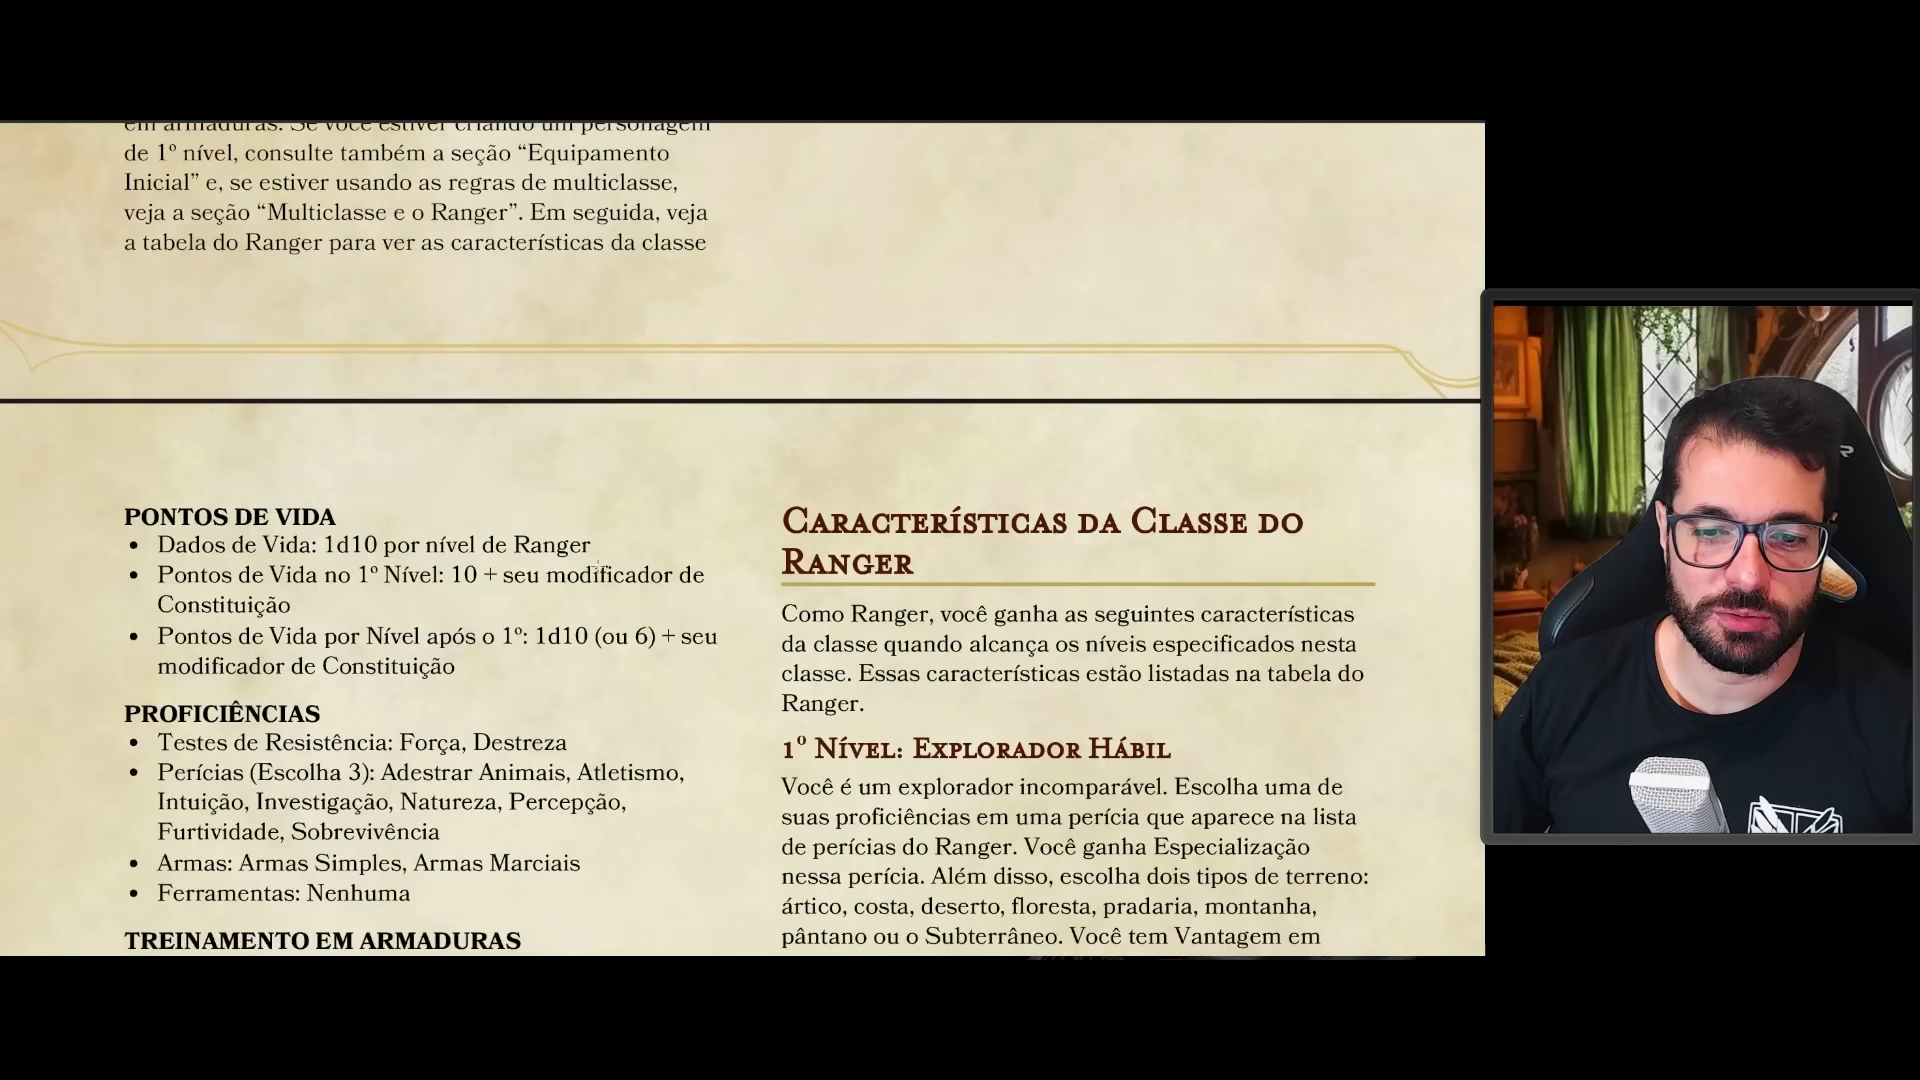 em armaduras. Se você estiver criando um personagem
de 1º nível, consulte também a seção “Equipamento
Inicial” e, se estiver usando as regras de multiclasse,
veja a seção “Multiclasse e o Ranger”. Em seguida, veja
a tabela do Ranger para ver as características da classe
PONTOS DE VIDA
• Dados de Vida: 1d10 por nível de Ranger
• Pontos de Vida no 1º Nível: 10 + seu modificador de
Constituição
• Pontos de Vida por Nível após o 1º: 1d10 (ou 6) + seu
modificador de Constituição
PROFICIÊNCIAS
• Testes de Resistência: Força, Destreza
• Perícias (Escolha 3): Adestrar Animais, Atletismo,
Intuição, Investigação, Natureza, Percepção,
Furtividade, Sobrevivência
• Armas: Armas Simples, Armas Marciais
• Ferramentas: Nenhuma
TREINAMENTO EM ARMADURAS
Características da Classe do
Ranger
Como Ranger, você ganha as seguintes características
da classe quando alcança os níveis especificados nesta
classe. Essas características estão listadas na tabela do
Ranger.
1º Nível: Explorador Hábil
Você é um explorador incomparável. Escolha uma de
suas proficiências em uma perícia que aparece na lista
de perícias do Ranger. Você ganha Especialização
nessa perícia. Além disso, escolha dois tipos de terreno:
ártico, costa, deserto, floresta, pradaria, montanha,
pântano ou o Subterrâneo. Você tem Vantagem em